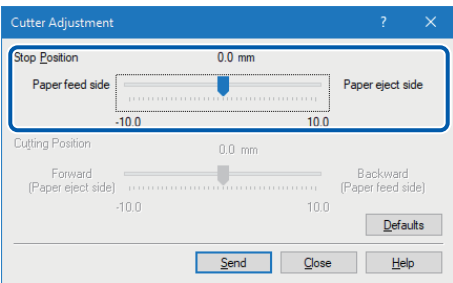 Cutter Adjustment ? ×
Stop Position 0.0 mm
Paper feed side Paper eject side
-10.0 10.0
Cutting Position 0.0 mm
Forward Backward
(Paper eject side) (Paper feed side)
-10.0 10.0
Defaults
Send Close Help